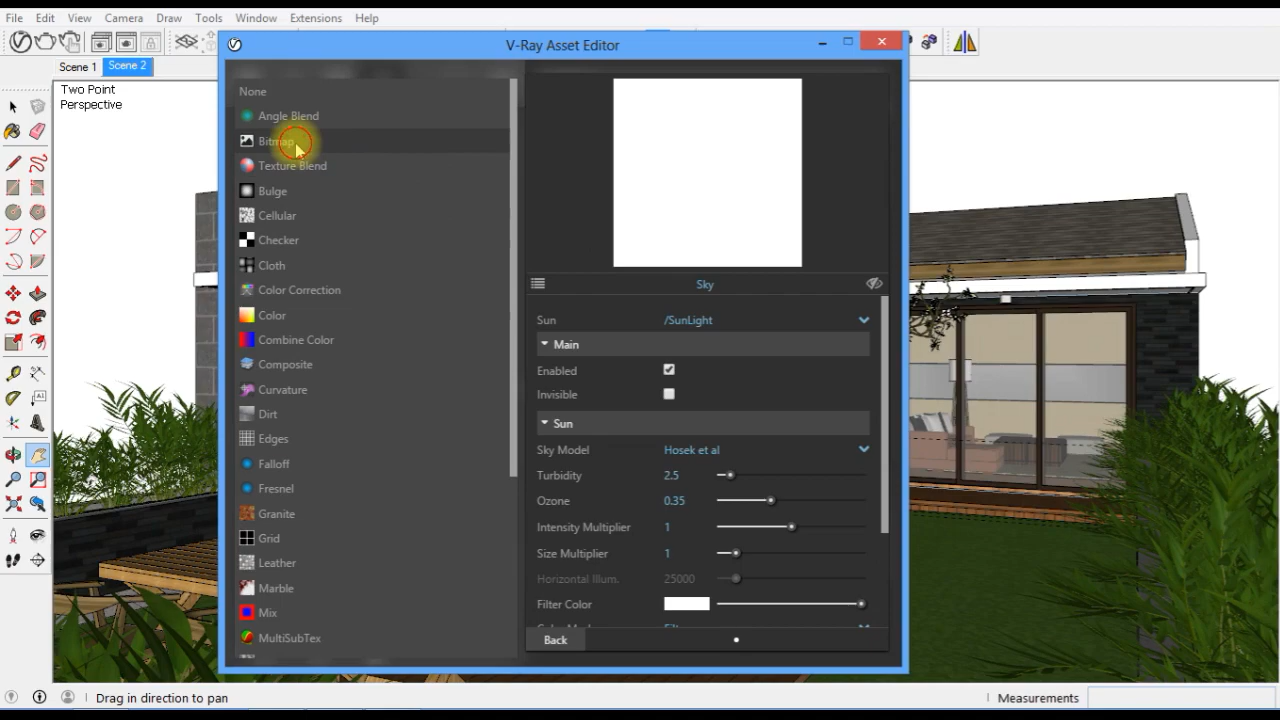 File Edit View Camera Draw Tools Window Extensions Help
V-Ray Asset Editor
Scene 1 Scene 2
Two Point
Perspective
None
Angle Blend
Bitmap
Texture Blend
Bulge
Cellular
Checker
Cloth
Color Correction
Color
Combine Color
Composite
Curvature
Dirt
Edges
Falloff
Fresnel
Granite
Grid
Leather
Marble
Mix
MultiSubTex
Sky
Sun /SunLight
Main
Enabled
Invisible
Sun
Sky Model Hosek et al
Turbidity 2.5
Ozone 0.35
Intensity Multiplier 1
Size Multiplier 1
Horizontal Illum. 25000
Filter Color
Back
Drag in direction to pan
Measurements